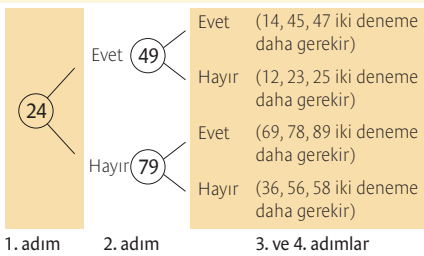 Evet (14, 45, 47 iki deneme
daha gerekir)
Evet 49
Hayır (12, 23, 25 iki deneme
daha gerekir)
24
Evet (69, 78, 89 iki deneme
daha gerekir)
Hayır 79
Hayır (36, 56, 58 iki deneme
daha gerekir)
1. adım 2. adım 3. ve 4. adımlar